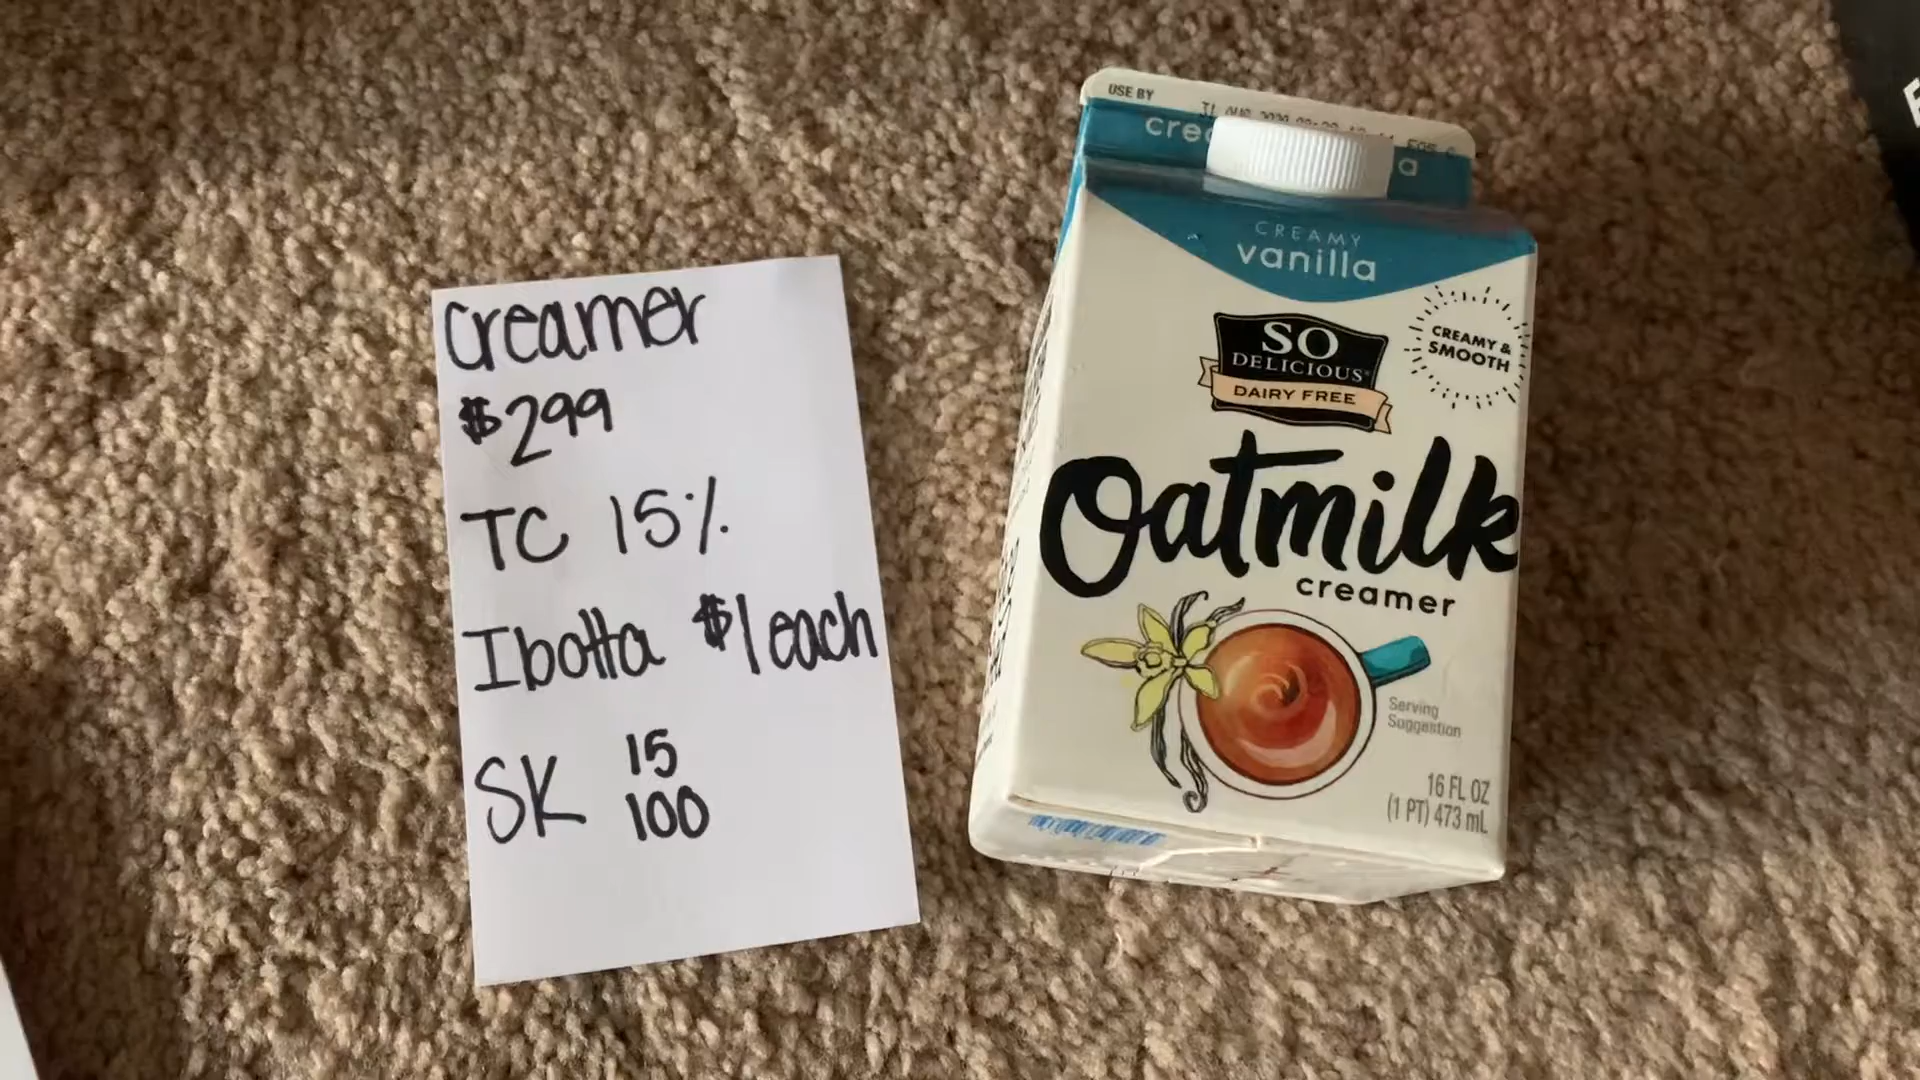 Creamer
$2.99
TC 15%
Ibotta $1 each
SK 15
100
USE BY
CREAMY
vanilla
SO
DELICIOUS
DAIRY FREE
CREAMY &
SMOOTH
Oatmilk
creamer
Serving
Suggestion
16 FL OZ
(1 PT) 473 mL